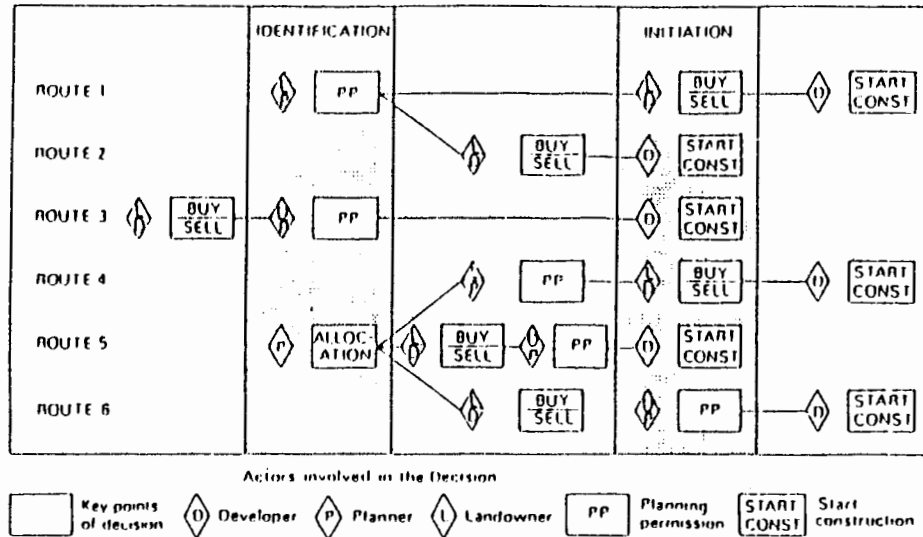 IDENTIFICATION INITIATION
ROUTE 1 PP BUY SELL D START CONST
ROUTE 2 BUY SELL D START CONST
ROUTE 3 BUY SELL PP D START CONST
ROUTE 4 PP BUY SELL D START CONST
ROUTE 5 P ALLOC-ATION BUY SELL PP D START CONST
ROUTE 6 BUY SELL PP D START CONST
Actors involved in the Decision
Key points of decision D Developer P Planner L Landowner PP Planning permission START CONST Start construction